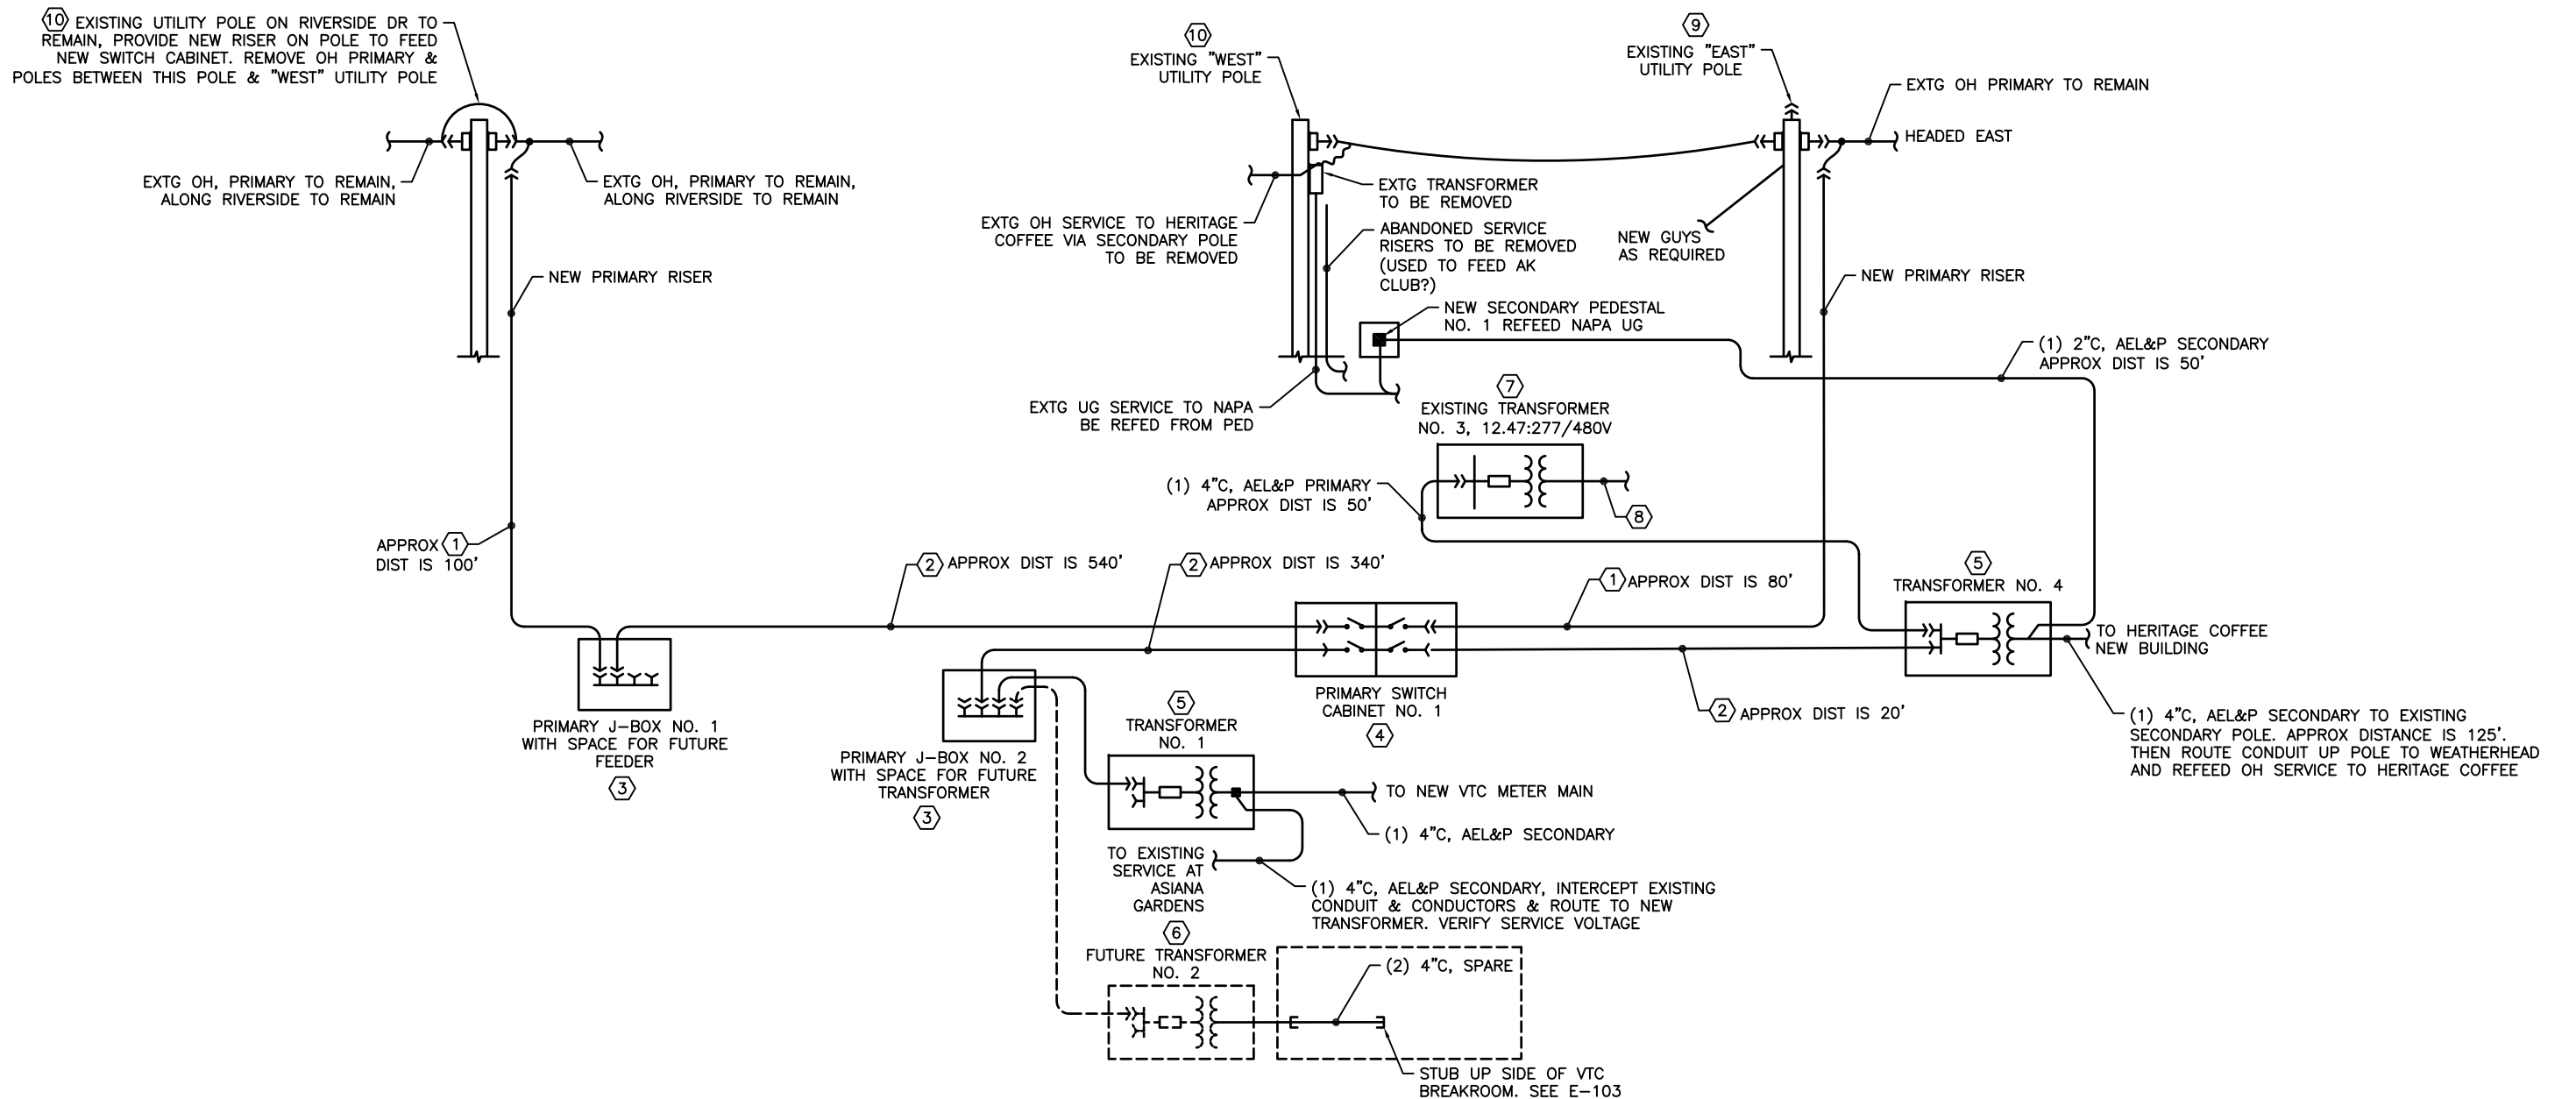 10 EXISTING UTILITY POLE ON RIVERSIDE DR TO
REMAIN, PROVIDE NEW RISER ON POLE TO FEED
NEW SWITCH CABINET. REMOVE OH PRIMARY &
POLES BETWEEN THIS POLE & "WEST" UTILITY POLE
EXTG OH, PRIMARY TO REMAIN,
ALONG RIVERSIDE TO REMAIN
EXTG OH, PRIMARY TO REMAIN,
ALONG RIVERSIDE TO REMAIN
NEW PRIMARY RISER
10
EXISTING "WEST"
UTILITY POLE
9
EXISTING "EAST"
UTILITY POLE
EXTG OH PRIMARY TO REMAIN
HEADED EAST
EXTG TRANSFORMER
TO BE REMOVED
EXTG OH SERVICE TO HERITAGE
COFFEE VIA SECONDARY POLE
TO BE REMOVED
ABANDONED SERVICE
RISERS TO BE REMOVED
(USED TO FEED AK
CLUB?)
NEW GUYS
AS REQUIRED
NEW PRIMARY RISER
NEW SECONDARY PEDESTAL
NO. 1 REFEED NAPA UG
(1) 2"C, AEL&P SECONDARY
APPROX DIST IS 50'
EXTG UG SERVICE TO NAPA
BE REFED FROM PED
7
EXISTING TRANSFORMER
NO. 3, 12.47:277/480V
(1) 4"C, AEL&P PRIMARY
APPROX DIST IS 50'
8
APPROX 1
DIST IS 100'
2 APPROX DIST IS 540'
2 APPROX DIST IS 340'
1 APPROX DIST IS 80'
5
TRANSFORMER NO. 4
TO HERITAGE COFFEE
NEW BUILDING
PRIMARY J-BOX NO. 1
WITH SPACE FOR FUTURE
FEEDER
3
PRIMARY J-BOX NO. 2
WITH SPACE FOR FUTURE
TRANSFORMER
3
5
TRANSFORMER
NO. 1
PRIMARY SWITCH
CABINET NO. 1
4
2 APPROX DIST IS 20'
(1) 4"C, AEL&P SECONDARY TO EXISTING
SECONDARY POLE. APPROX DISTANCE IS 125'.
THEN ROUTE CONDUIT UP POLE TO WEATHERHEAD
AND REFEED OH SERVICE TO HERITAGE COFFEE
TO NEW VTC METER MAIN
(1) 4"C, AEL&P SECONDARY
TO EXISTING
SERVICE AT
ASIANA
GARDENS
(1) 4"C, AEL&P SECONDARY, INTERCEPT EXISTING
CONDUIT & CONDUCTORS & ROUTE TO NEW
TRANSFORMER. VERIFY SERVICE VOLTAGE
6
FUTURE TRANSFORMER
NO. 2
(2) 4"C, SPARE
STUB UP SIDE OF VTC
BREAKROOM. SEE E-103